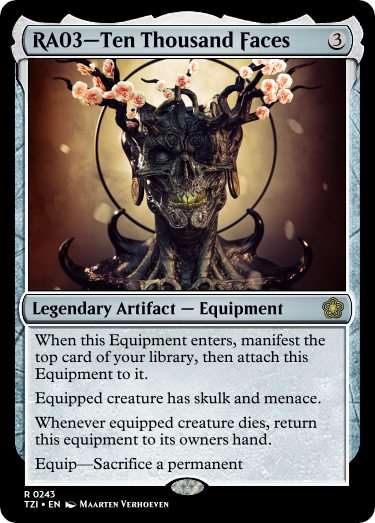 RA03—Ten Thousand Faces 3
Legendary Artifact — Equipment
When this Equipment enters, manifest the
top card of your library, then attach this
Equipment to it.
Equipped creature has skulk and menace.
Whenever equipped creature dies, return
this equipment to its owners hand.
Equip—Sacrifice a permanent
R 0243
TZI • EN Maarten Verhoeven